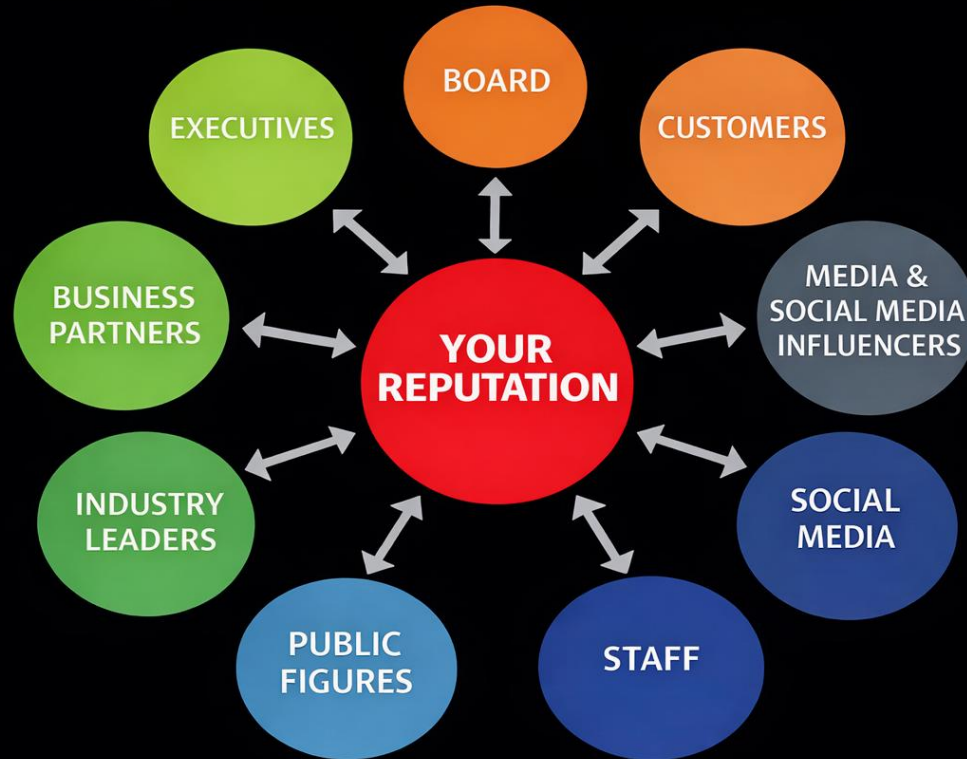 BOARD
EXECUTIVES
CUSTOMERS
BUSINESS
PARTNERS
MEDIA &
SOCIAL MEDIA
INFLUENCERS
YOUR
REPUTATION
INDUSTRY
LEADERS
SOCIAL
MEDIA
PUBLIC
FIGURES
STAFF